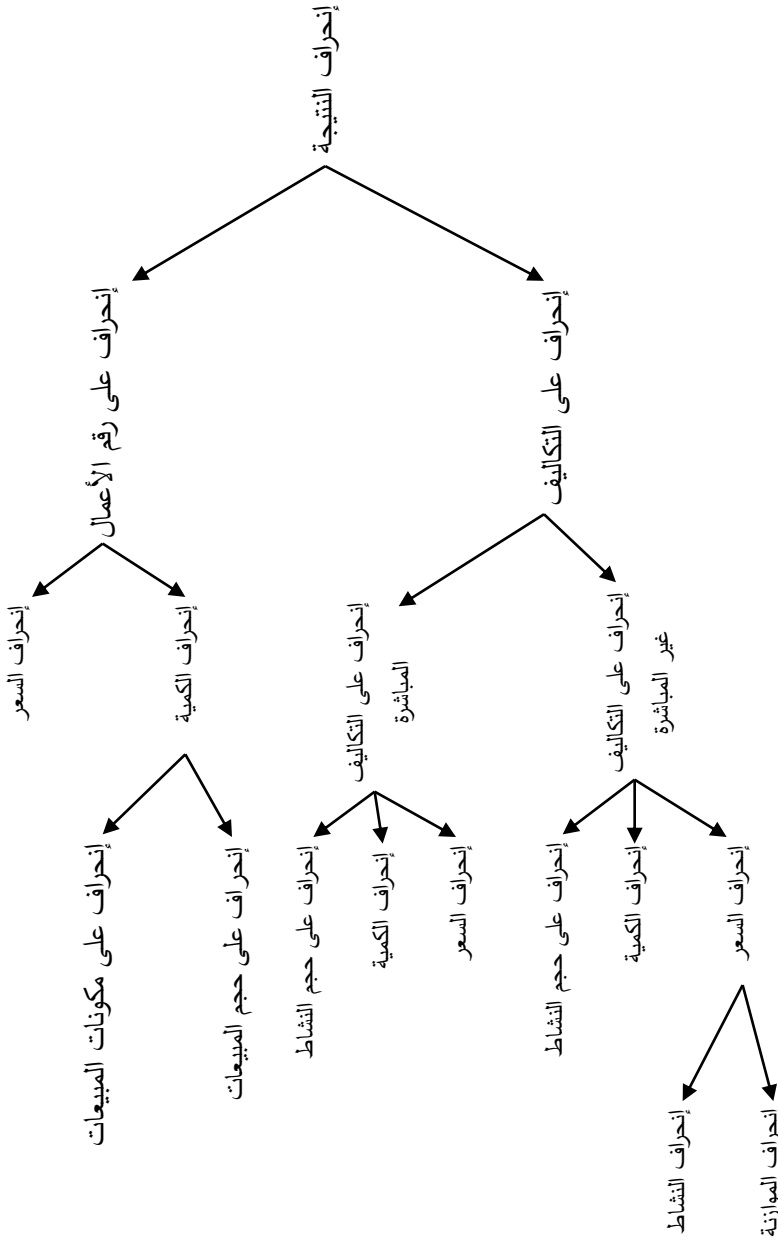 إنحراف النتيجة
إنحراف على رقم الأعمال
إنحراف على التكاليف
إنحراف السعر
إنحراف الكمية
إنحراف على التكاليف
المباشرة
إنحراف على التكاليف
غير المباشرة
إنحراف على مكونات المبيعات
إنحراف على حجم المبيعات
إنحراف على حجم النشاط
إنحراف الكمية
إنحراف السعر
إنحراف على حجم النشاط
إنحراف الكمية
إنحراف السعر
إنحراف النشاط
انحراف الموازنة